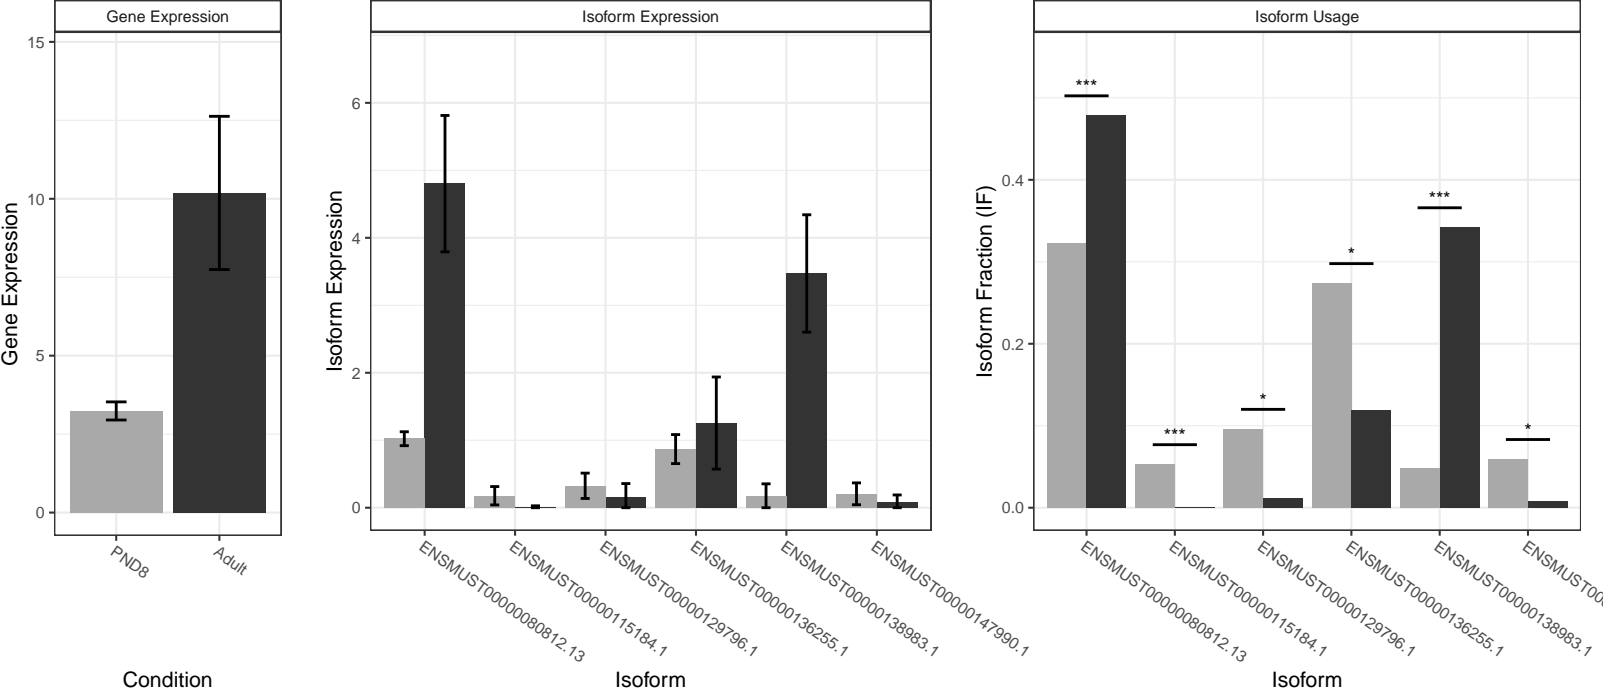 Gene Expression
Isoform Expression
Isoform Usage
Gene Expression
15
10
5
0
PND8
Adult
Condition
Isoform Expression
6
4
2
0
ENSMUST00000080812.13
ENSMUST00000115184.1
ENSMUST00000129796.1
ENSMUST00000136255.1
ENSMUST00000138983.1
ENSMUST00000147990.1
Isoform
Isoform Fraction (IF)
0.4
0.2
0.0
***
***
*
*
***
*
ENSMUST00000080812.13
ENSMUST00000115184.1
ENSMUST00000129796.1
ENSMUST00000136255.1
ENSMUST00000138983.1
Isoform